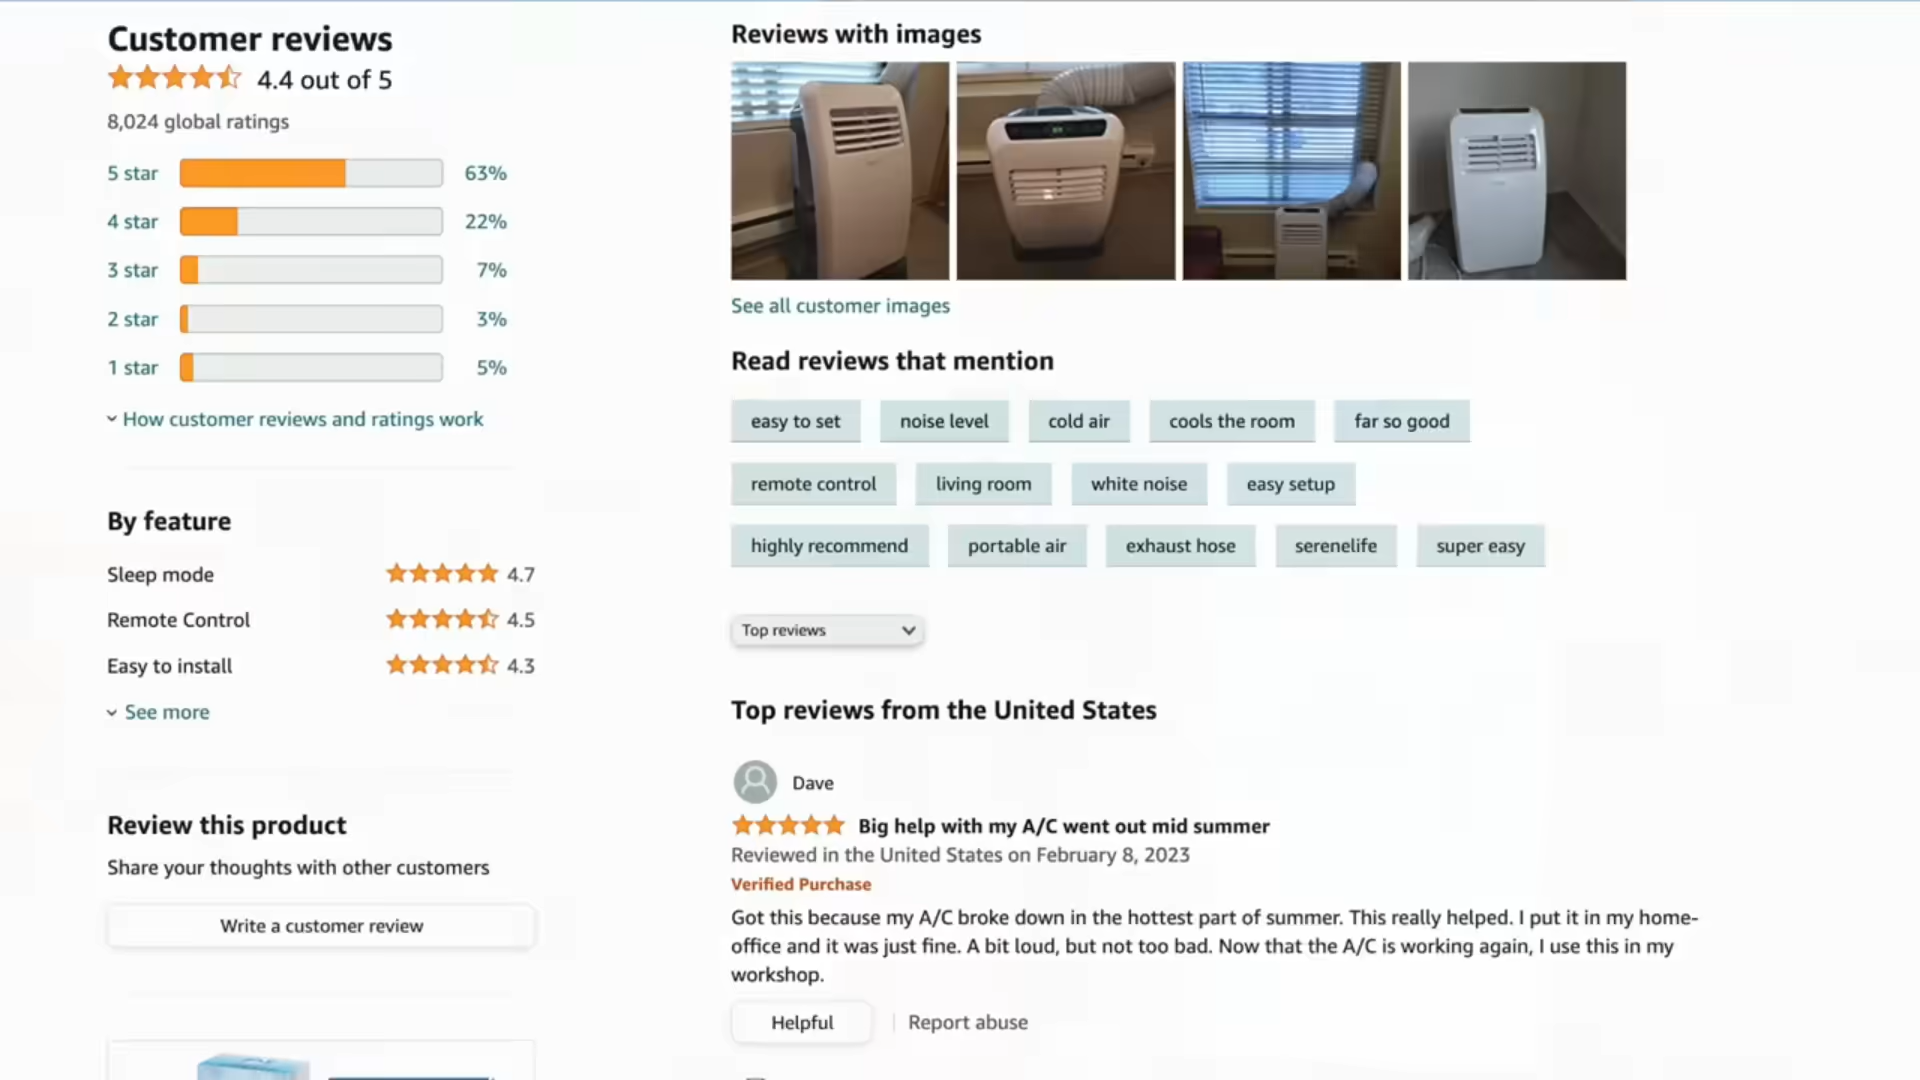 Customer reviews
4.4 out of 5
8,024 global ratings
5 star 63%
4 star 22%
3 star 7%
2 star 3%
1 star 5%
How customer reviews and ratings work
By feature
Sleep mode 4.7
Remote Control 4.5
Easy to install 4.3
See more
Review this product
Share your thoughts with other customers
Write a customer review
Reviews with images
See all customer images
Read reviews that mention
easy to set noise level cold air cools the room far so good
remote control living room white noise easy setup
highly recommend portable air exhaust hose serenelife super easy
Top reviews
Top reviews from the United States
Dave
Big help with my A/C went out mid summer
Reviewed in the United States on February 8, 2023
Verified Purchase
Got this because my A/C broke down in the hottest part of summer. This really helped. I put it in my home-
office and it was just fine. A bit loud, but not too bad. Now that the A/C is working again, I use this in my
workshop.
Helpful Report abuse